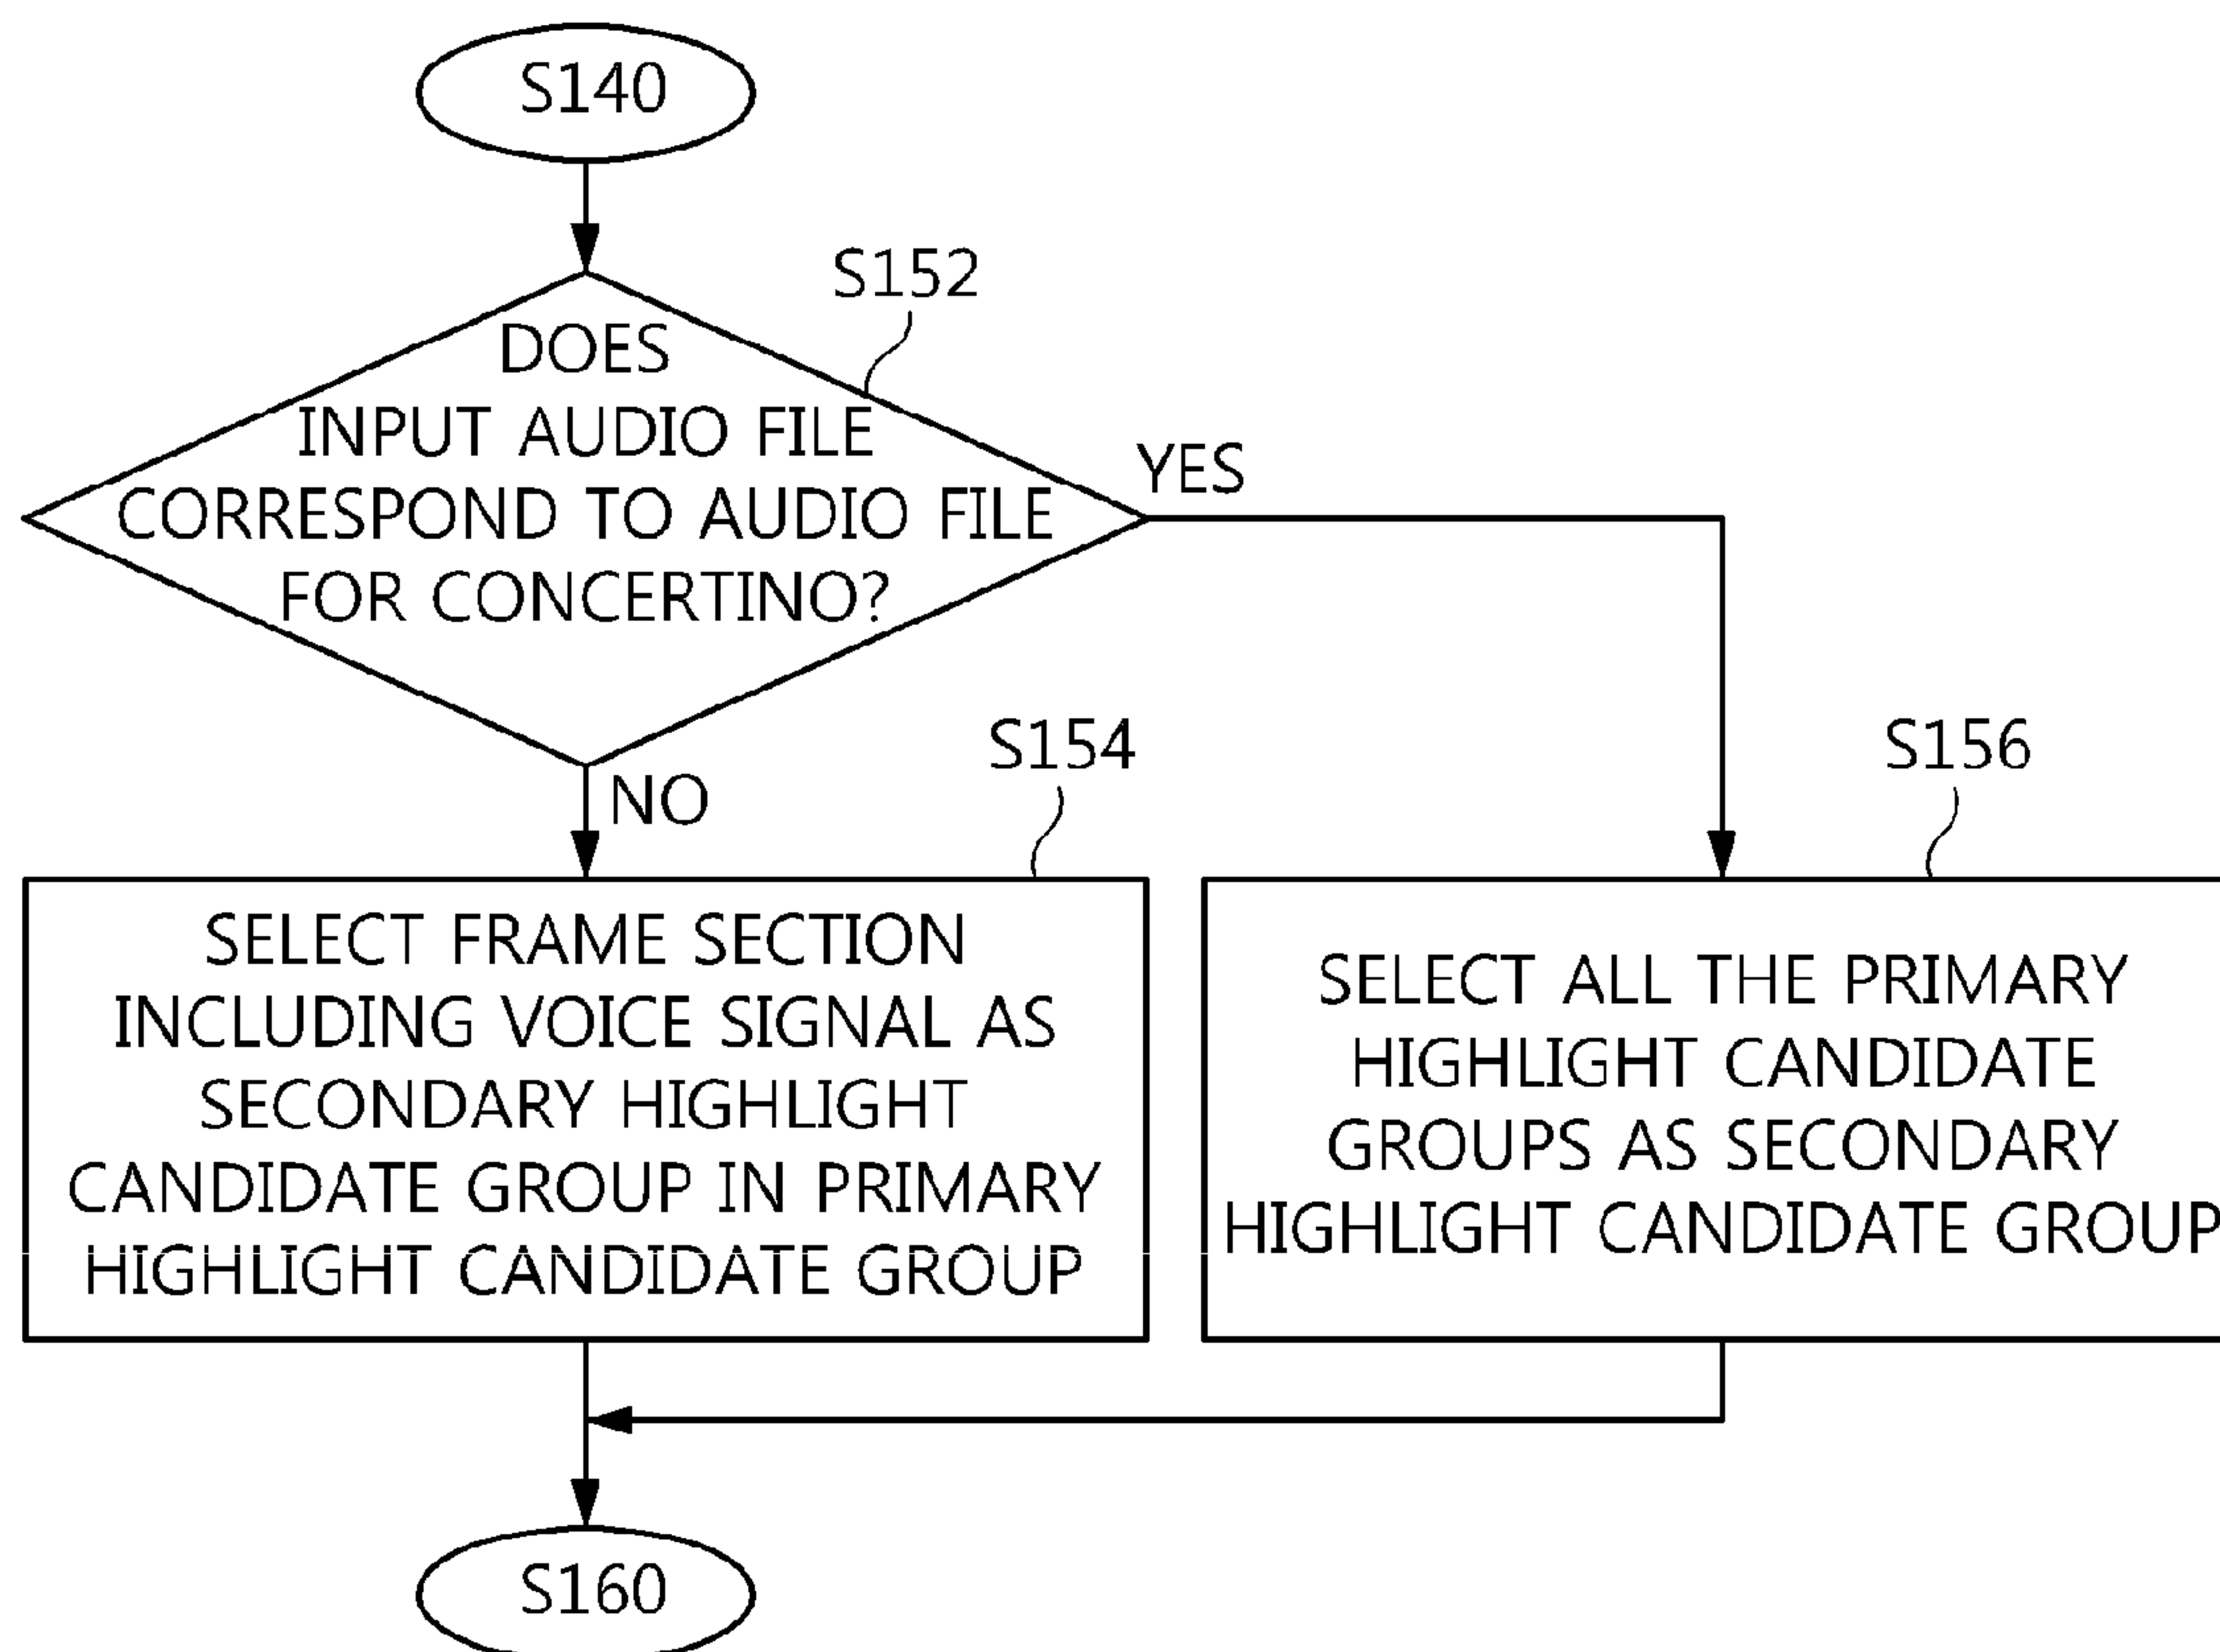 S140
S152
DOES
INPUT AUDIO FILE
CORRESPOND TO AUDIO FILE
FOR CONCERTINO?
YES
NO
S154
SELECT FRAME SECTION
INCLUDING VOICE SIGNAL AS
SECONDARY HIGHLIGHT
CANDIDATE GROUP IN PRIMARY
HIGHLIGHT CANDIDATE GROUP
S156
SELECT ALL THE PRIMARY
HIGHLIGHT CANDIDATE
GROUPS AS SECONDARY
HIGHLIGHT CANDIDATE GROUP
S160